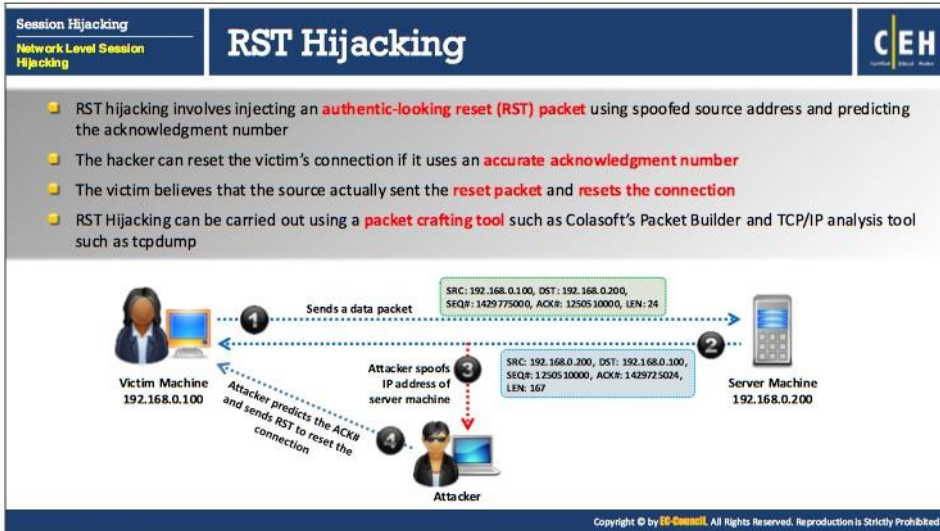 Session Hijacking
Network Level Session
Hijacking
RST Hijacking
CEH
Certified Ethical Hacker
RST hijacking involves injecting an authentic-looking reset (RST) packet using spoofed source address and predicting
the acknowledgment number
The hacker can reset the victim's connection if it uses an accurate acknowledgment number
The victim believes that the source actually sent the reset packet and resets the connection
RST Hijacking can be carried out using a packet crafting tool such as Colasoft's Packet Builder and TCP/IP analysis tool
such as tcpdump
SRC: 192.168.0.100, DST: 192.168.0.200,
SEQ#: 1429775000, ACK#: 1250510000, LEN: 24
1
Sends a data packet
2
SRC: 192.168.0.200, DST: 192.168.0.100,
SEQ#: 1250510000, ACK#: 1429725024,
LEN: 167
3
Attacker spoofs
IP address of
server machine
Victim Machine
192.168.0.100
Server Machine
192.168.0.200
Attacker predicts the ACK#
and sends RST to reset the
connection
4
Attacker
Copyright © by EC-Council. All Rights Reserved. Reproduction is Strictly Prohibited